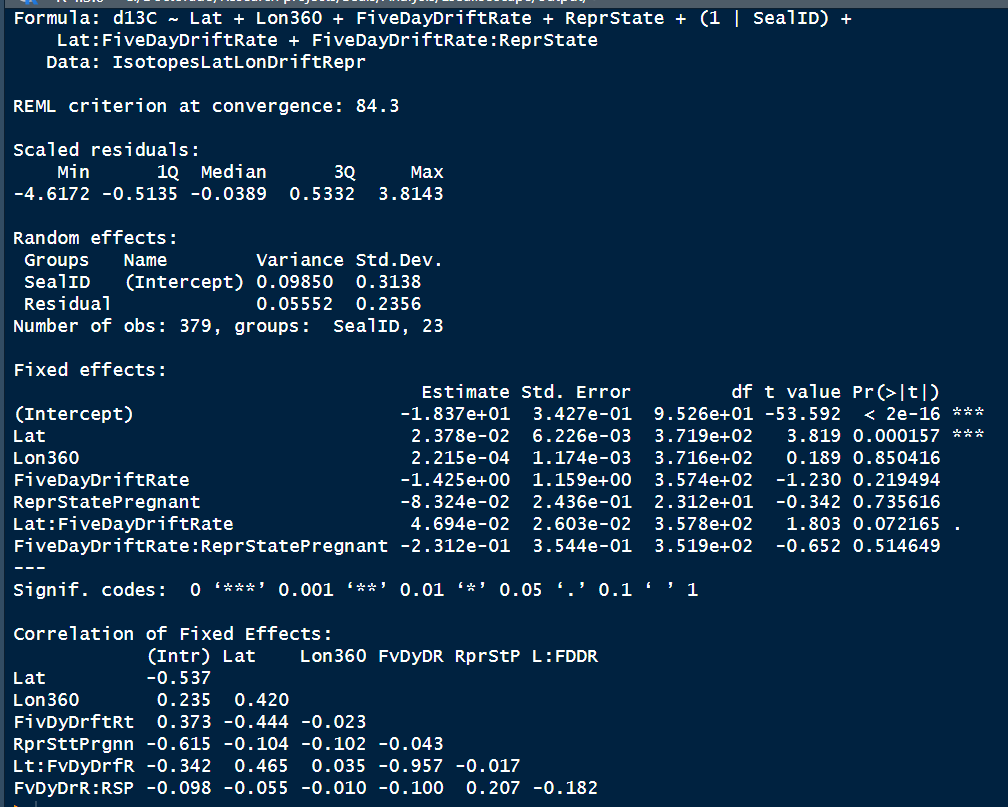 Formula: d13C ~ Lat + Lon360 + FiveDayDriftRate + ReprState + (1 | SealID) +
    Lat:FiveDayDriftRate + FiveDayDriftRate:ReprState
   Data: IsotopesLatLonDriftRepr

REML criterion at convergence: 84.3

Scaled residuals:
    Min      1Q  Median      3Q     Max
-4.6172 -0.5135 -0.0389  0.5332  3.8143

Random effects:
 Groups   Name        Variance Std.Dev.
 SealID   (Intercept) 0.09850  0.3138
 Residual             0.05552  0.2356
Number of obs: 379, groups:  SealID, 23

Fixed effects:
                                   Estimate Std. Error         df t value Pr(>|t|)
(Intercept)                      -1.837e+01  3.427e-01  9.526e+01 -53.592  < 2e-16 ***
Lat                               2.378e-02  6.226e-03  3.719e+02   3.819 0.000157 ***
Lon360                            2.215e-04  1.174e-03  3.716e+02   0.189 0.850416
FiveDayDriftRate                 -1.425e+00  1.159e+00  3.574e+02  -1.230 0.219494
ReprStatePregnant                -8.324e-02  2.436e-01  2.312e+01  -0.342 0.735616
Lat:FiveDayDriftRate              4.694e-02  2.603e-02  3.578e+02   1.803 0.072165 .
FiveDayDriftRate:ReprStatePregnant -2.312e-01  3.544e-01  3.519e+02  -0.652 0.514649
---
Signif. codes:  0 ‘***’ 0.001 ‘**’ 0.01 ‘*’ 0.05 ‘.’ 0.1 ‘ ’ 1

Correlation of Fixed Effects:
            (Intr) Lat    Lon360 FvDyDR RprStP L:FDDR
Lat         -0.537
Lon360       0.235  0.420
FivDyDrftRt  0.373 -0.444 -0.023
RprSttPrgnn -0.615 -0.104 -0.102 -0.043
Lt:FvDyDrfR -0.342  0.465  0.035 -0.957 -0.017
FvDyDrR:RSP -0.098 -0.055 -0.010 -0.100  0.207 -0.182